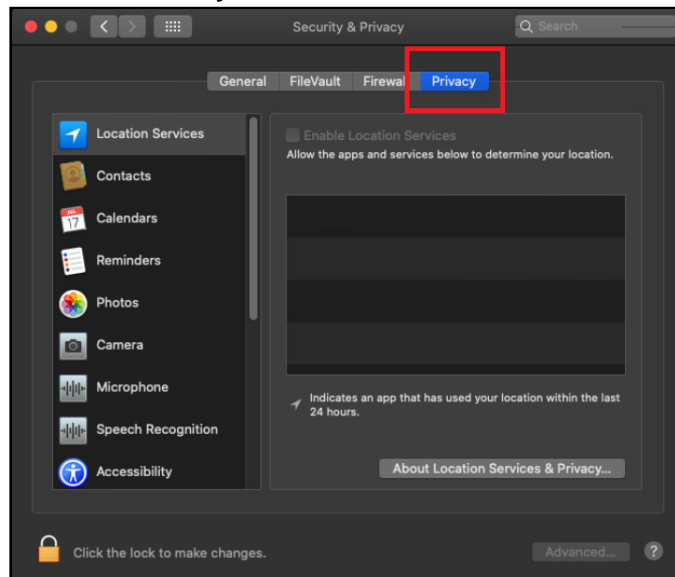 Security & Privacy
Search
General FileVault Firewall Privacy
Location Services
Contacts
JUL
17
Calendars
Reminders
Photos
Camera
Microphone
Speech Recognition
Accessibility
Enable Location Services
Allow the apps and services below to determine your location.
Indicates an app that has used your location within the last
24 hours.
About Location Services & Privacy...
Click the lock to make changes.
Advanced...
?